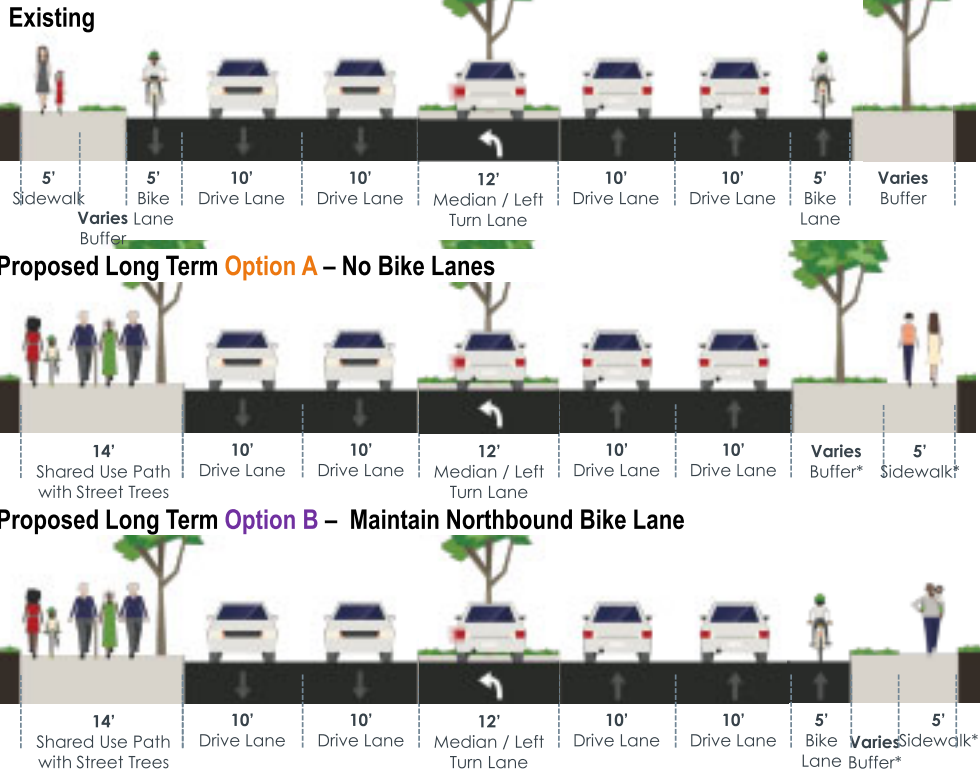 Existing
5' 5' 10' 10' 12' 10' 10' 5' Varies
Sidewalk Bike Drive Lane Drive Lane Median / Left Drive Lane Drive Lane Bike Buffer
Varies Lane Turn Lane Lane
Buffer
Proposed Long Term Option A – No Bike Lanes
14' 10' 10' 12' 10' 10' Varies 5'
Shared Use Path Drive Lane Drive Lane Median / Left Drive Lane Drive Lane Buffer* Sidewalk*
with Street Trees Turn Lane
Proposed Long Term Option B – Maintain Northbound Bike Lane
14' 10' 10' 12' 10' 10' 5' 5'
Shared Use Path Drive Lane Drive Lane Median / Left Drive Lane Drive Lane Bike Varies Sidewalk*
with Street Trees Turn Lane Lane Buffer*